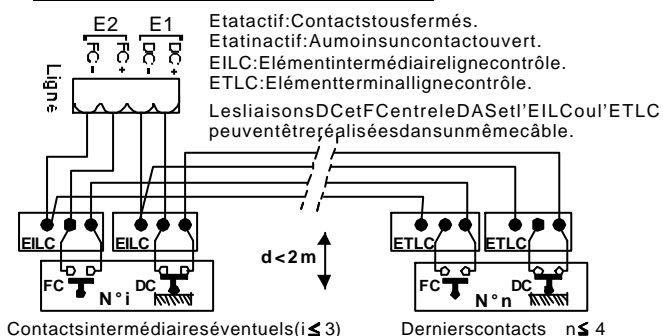 E2 E1
FC - FC + DC - DC +
Ligne
Etatactif:Contactstousfermés.
Etatinactif:Aumoinsuncontactouvert.
EILC:Elémentintermédiairelignecontrôle.
ETLC:Elémentterminallignecontrôle.
LesliaisonsDCetFCentreleDASetl'EILCoul'ETLC
peuventêtreréaliséesdansunmêmecâble.
EILC EILC ETLC ETLC
d<2m
FC DC FC DC
N°i N°n
Contactsintermédiaireséventuels(i≤3) Dernierscontacts n≤4